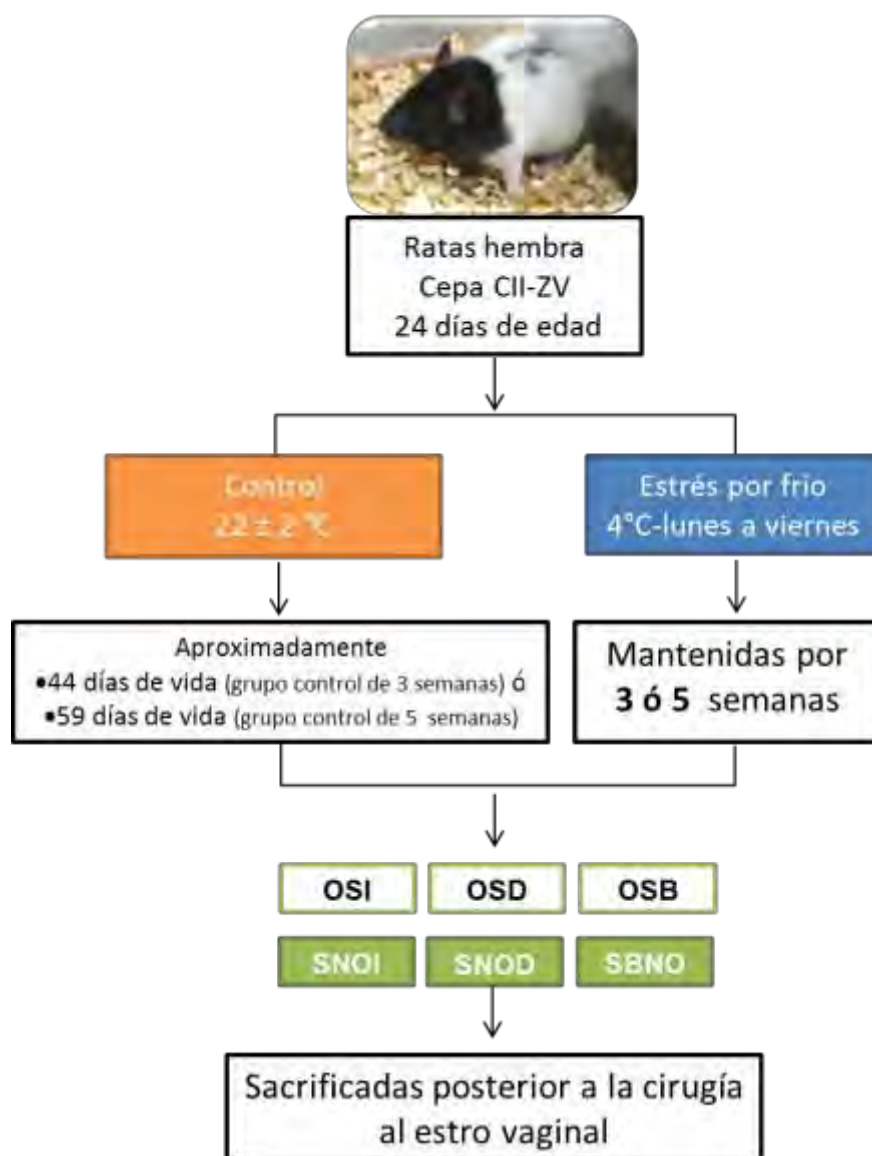 Ratas hembra
Cepa CII-ZV
24 días de edad
Control
22 ± 2 °C
Estrés por frio
4°C-lunes a viernes
Aproximadamente
•44 días de vida (grupo control de 3 semanas) ó
•59 días de vida (grupo control de 5 semanas)
Mantenidas por
3 ó 5 semanas
OSI
OSD
OSB
SNOI
SNOD
SBNO
Sacrificadas posterior a la cirugía
al estro vaginal